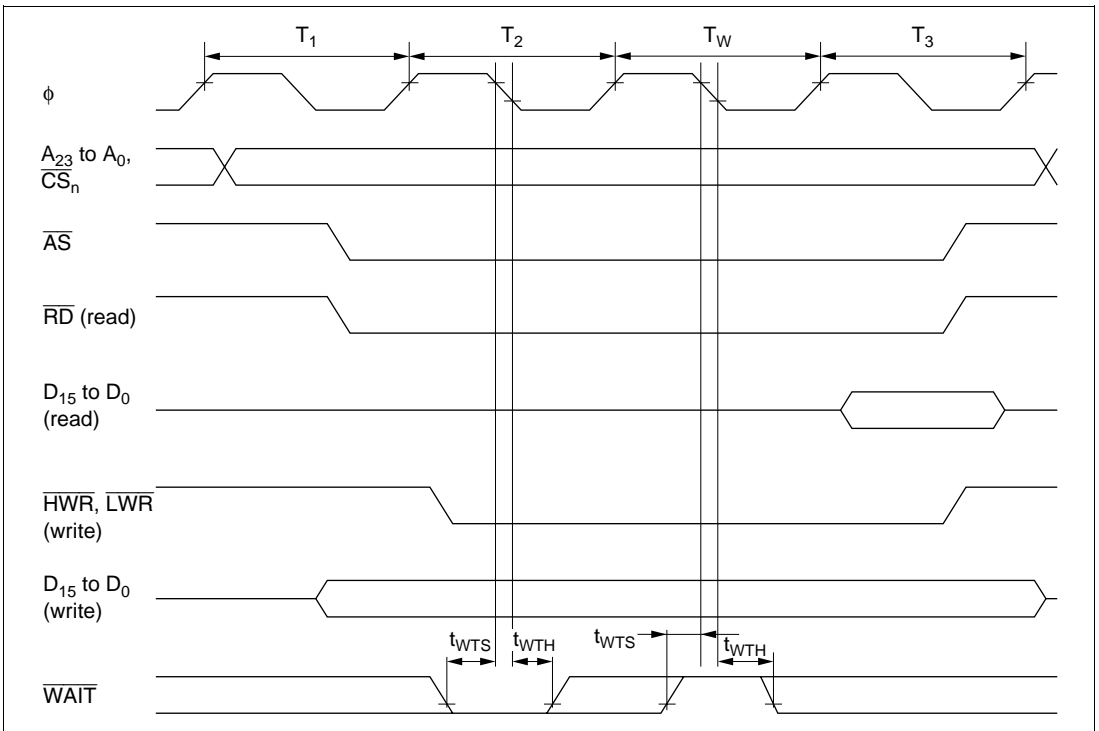 T1 T2 TW T3
ϕ
A23 to A0,
CSn
AS
RD (read)
D15 to D0
(read)
HWR, LWR
(write)
D15 to D0
(write)
tWTS tWTH tWTS tWTH
WAIT